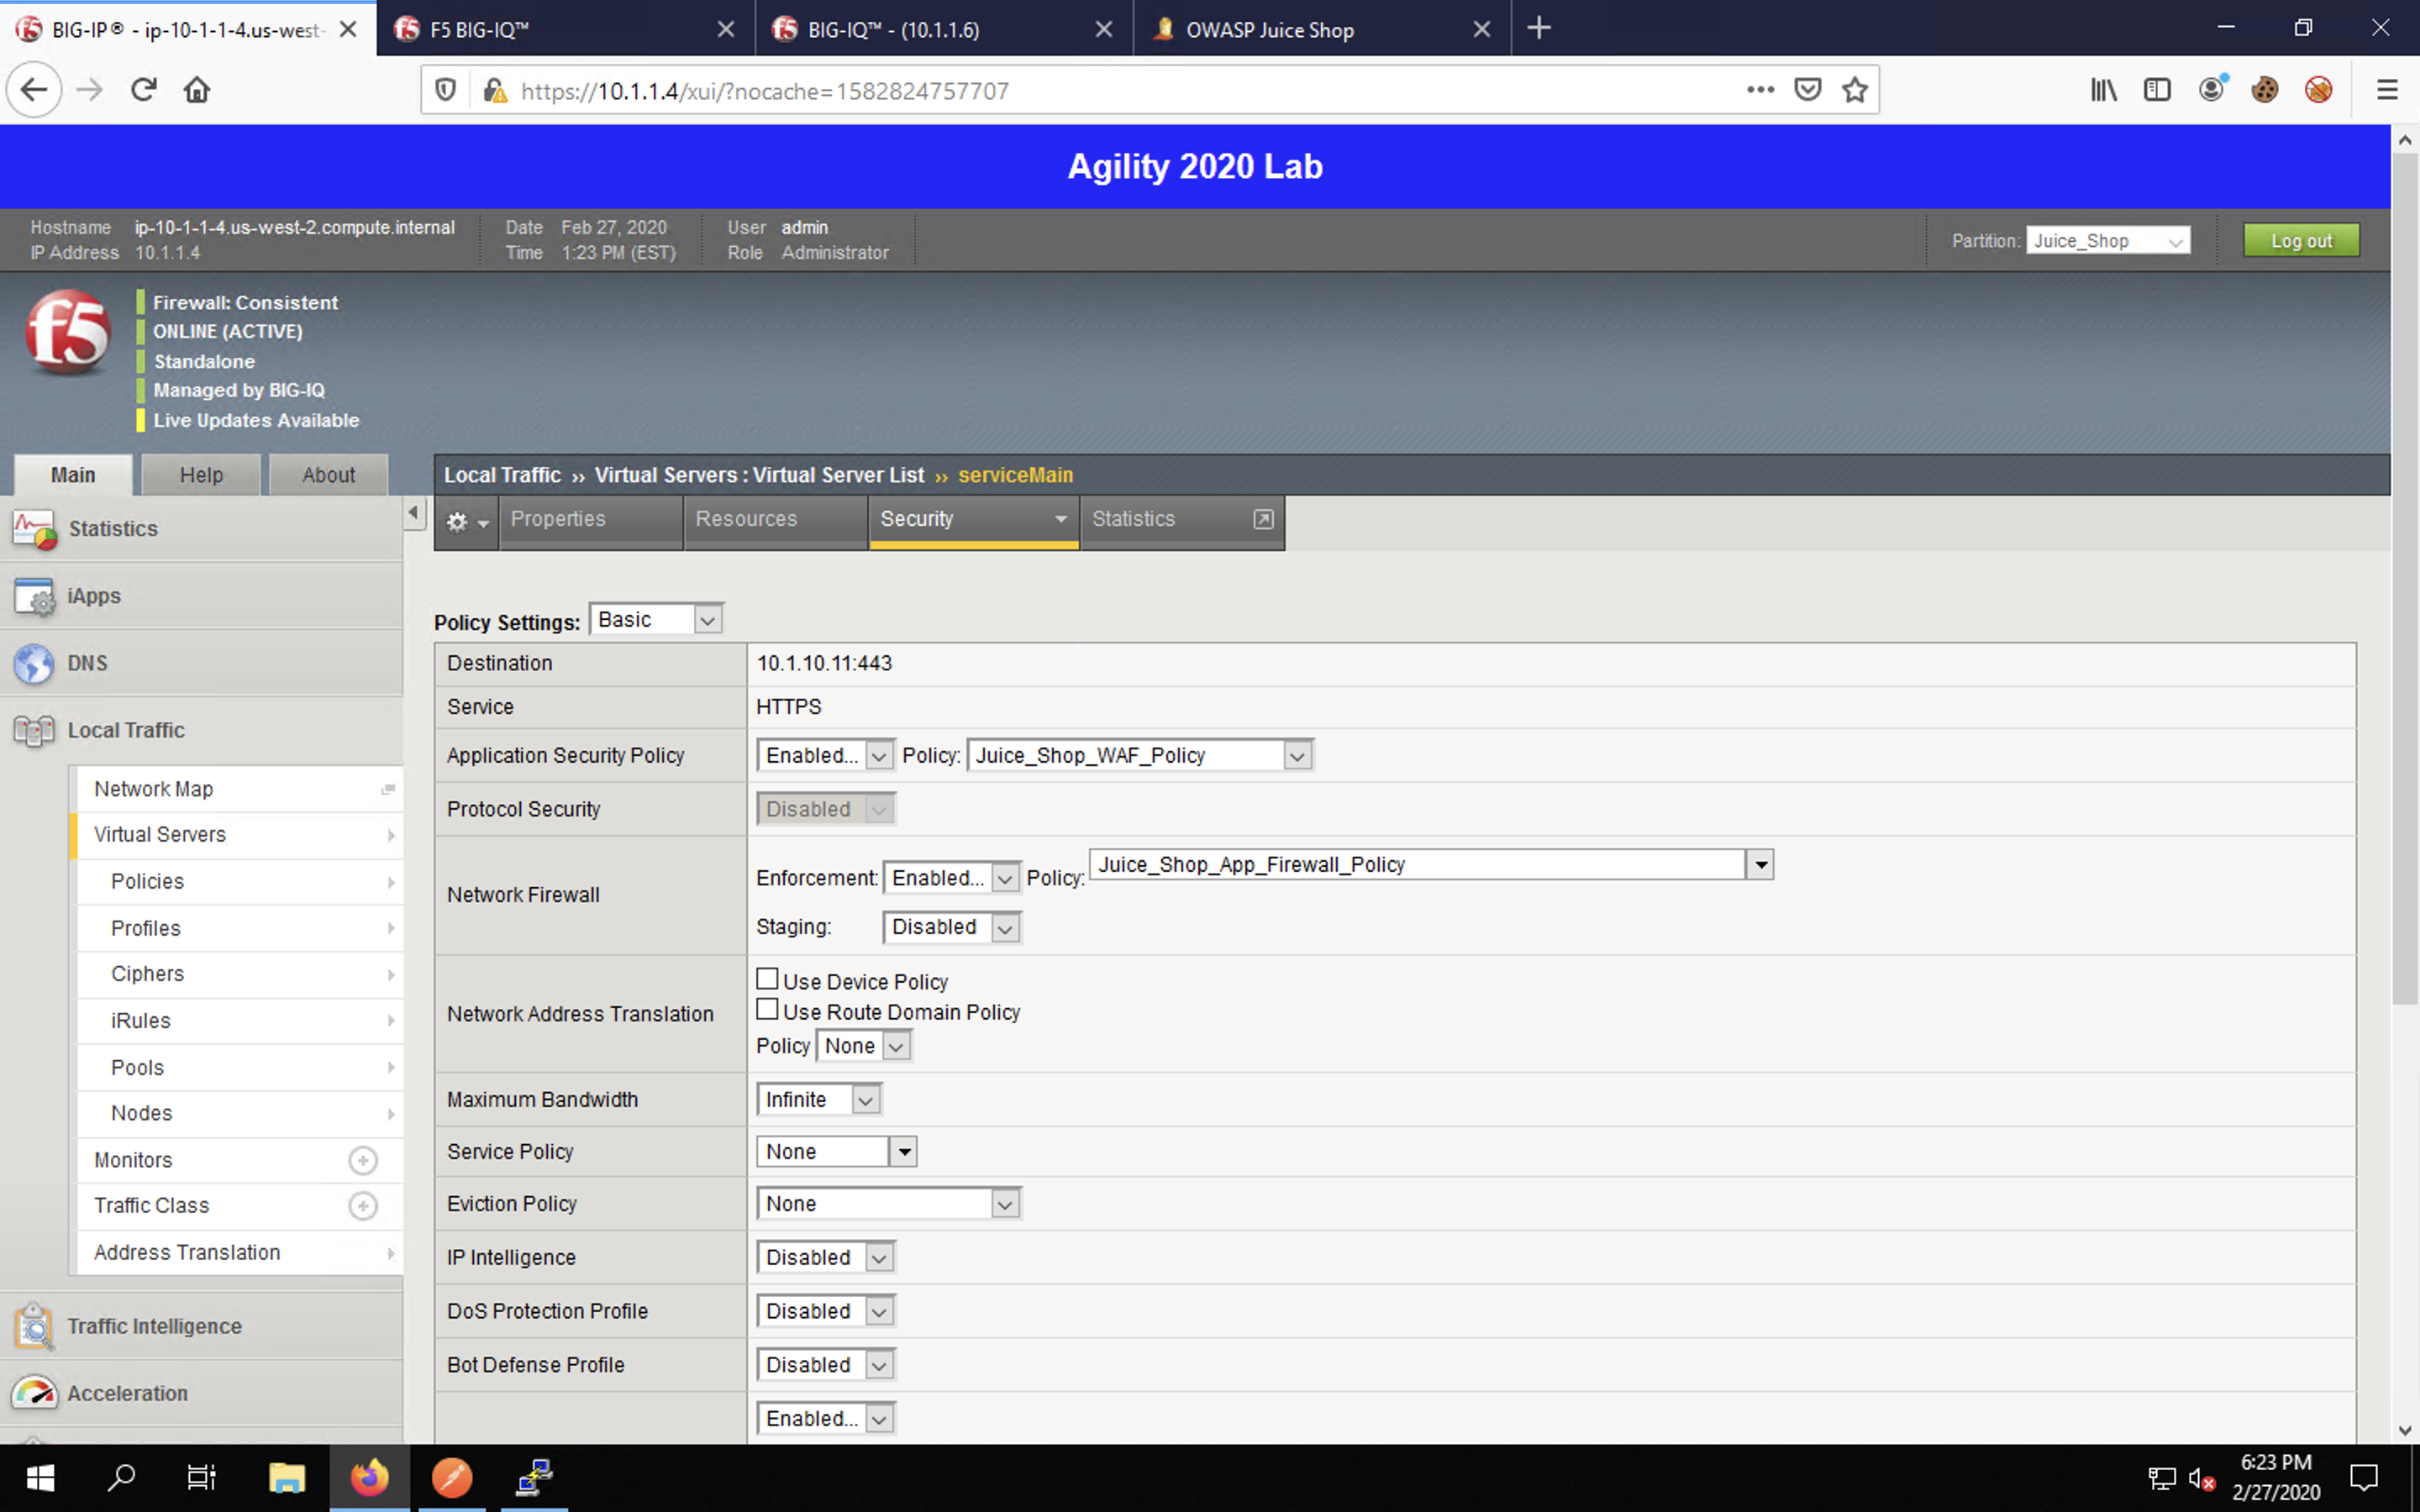 BIG-IP® - ip-10-1-1-4.us-west-
F5 BIG-IQ™
BIG-IQ™ - (10.1.1.6)
OWASP Juice Shop
https://10.1.1.4/xui/?nocache=1582824757707
Agility 2020 Lab
Hostname ip-10-1-1-4.us-west-2.compute.internal
IP Address 10.1.1.4
Date Feb 27, 2020
Time 1:23 PM (EST)
User admin
Role Administrator
Partition: Juice_Shop
Log out
f5
Firewall: Consistent
ONLINE (ACTIVE)
Standalone
Managed by BIG-IQ
Live Updates Available
Main Help About
Local Traffic ›› Virtual Servers : Virtual Server List ›› serviceMain
Properties Resources Security Statistics
Statistics
iApps
DNS
Local Traffic
Network Map
Virtual Servers
Policies
Profiles
Ciphers
iRules
Pools
Nodes
Monitors
Traffic Class
Address Translation
Traffic Intelligence
Acceleration
Policy Settings: Basic
Destination 10.1.10.11:443
Service HTTPS
Application Security Policy Enabled... Policy: Juice_Shop_WAF_Policy
Protocol Security Disabled
Network Firewall Enforcement: Enabled... Policy: Juice_Shop_App_Firewall_Policy
Staging: Disabled
Network Address Translation
Use Device Policy
Use Route Domain Policy
Policy None
Maximum Bandwidth Infinite
Service Policy None
Eviction Policy None
IP Intelligence Disabled
DoS Protection Profile Disabled
Bot Defense Profile Disabled
Enabled...
6:23 PM
2/27/2020